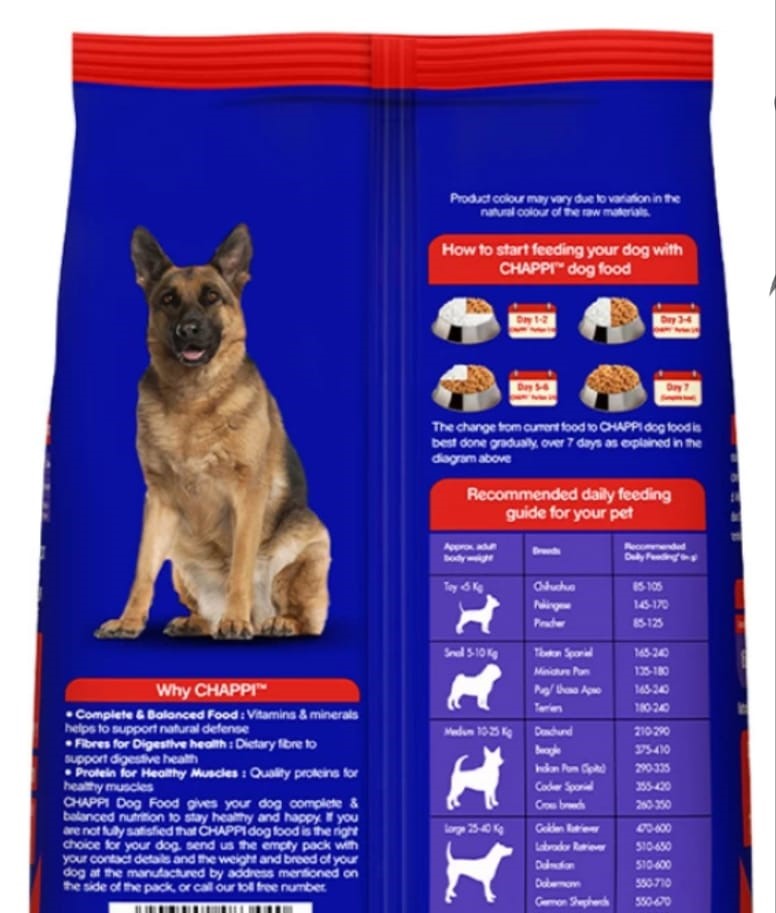 Product colour may vary due to variation in the
natural colour of the raw materials.
How to start feeding your dog with
CHAPPI™ dog food
Day 1-2
Day 3-4
Day 5-6
Day 7
The change from current food to CHAPPI dog food is
best done gradually, over 7 days as explained in the
diagram above
Recommended daily feeding
guide for your pet
Approx. adult
body weight
Breeds
Recommended
Daily Feeding*(in g)
Toy <5 Kg
Chihuahua 85-105
Pekingese 145-170
Pinscher 85-125
Small 5-10 Kg
Tibetan Spaniel 165-240
Miniature Pom 135-180
Pug/ Lhasa Apso 165-240
Terriers 180-240
Medium 10-25 Kg
Daschund 210-290
Beagle 375-410
Indian Pom (Spitz) 290-335
Cocker Spaniel 355-420
Cross breeds 260-350
Large 25-40 Kg
Golden Retriever 470-600
Labrador Retriever 510-650
Dalmatian 510-600
Dobermann 550-710
German Shepherds 550-670
Why CHAPPI™
• Complete & Balanced Food : Vitamins & minerals
helps to support natural defense
• Fibres for Digestive health : Dietary fibre to
support digestive health
• Protein for Healthy Muscles : Quality proteins for
healthy muscles
CHAPPI Dog Food gives your dog complete &
balanced nutrition to stay healthy and happy. If you
are not fully satisfied that CHAPPI dog food is the right
choice for your dog, send us the empty pack with
your contact details and the weight and breed of your
dog at the manufactured by address mentioned on
the side of the pack, or call our toll free number.